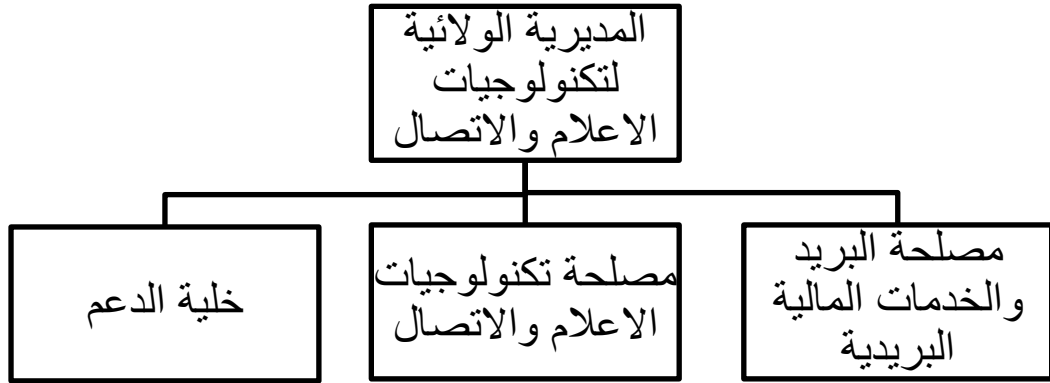 المديرية الولائية
لتكنولوجيات
الاعلام والاتصال
مصلحة البريد
والخدمات المالية
البريدية
مصلحة تكنولوجيات
الاعلام والاتصال
خلية الدعم